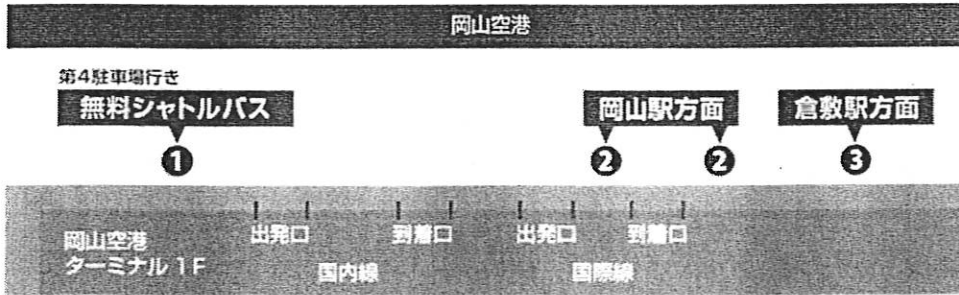 岡山空港
第4駐車場行き
無料シャトルバス
岡山駅方面
倉敷駅方面
1
2
2
3
岡山空港
ターミナル 1F
出発口
到着口
出発口
到着口
国内線
国際線